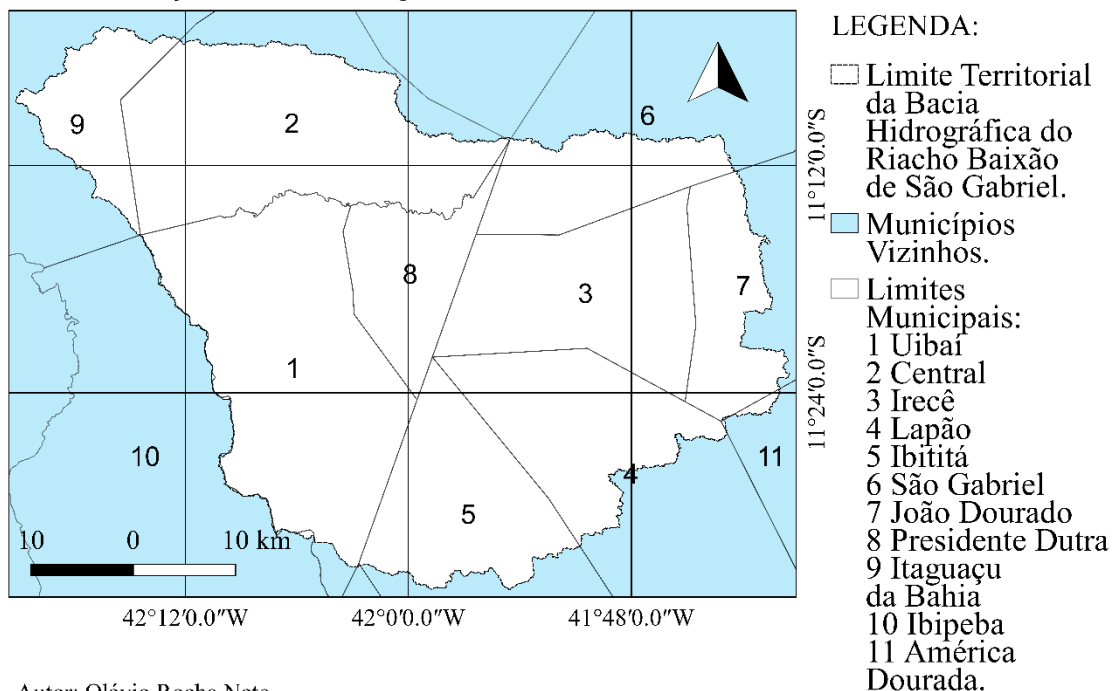 9
2
6
8
3
7
1
10
4
11
5
10 0 10 km
42°12'0.0"W 42°0'0.0"W 41°48'0.0"W
11°12'0.0"S
11°24'0.0"S
LEGENDA:
Limite Territorial
da Bacia
Hidrográfica do
Riacho Baixão
de São Gabriel.
Municípios
Vizinhos.
Limites
Municipais:
1 Uibaí
2 Central
3 Irecê
4 Lapão
5 Ibititá
6 São Gabriel
7 João Dourado
8 Presidente Dutra
9 Itaguaçu
da Bahia
10 Ibipeba
11 América
Dourada.